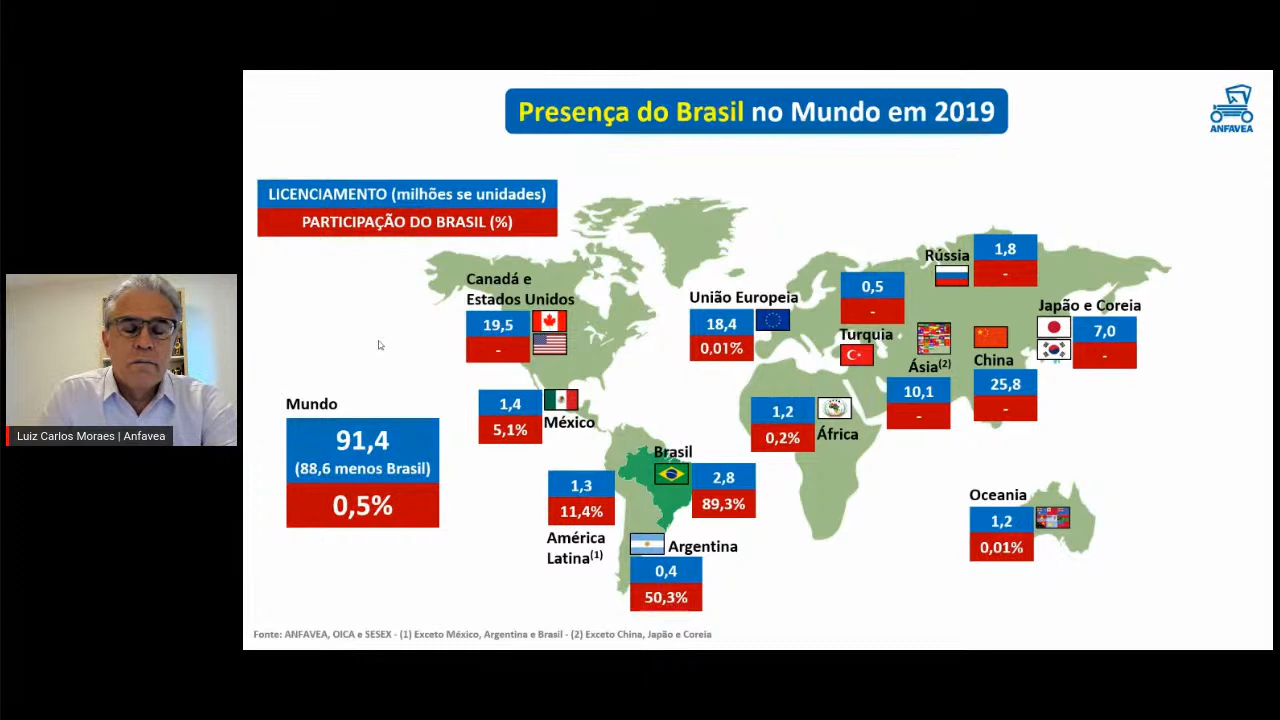 Presença do Brasil no Mundo em 2019
ANFAVEA
LICENCIAMENTO (milhões se unidades)
PARTICIPAÇÃO DO BRASIL (%)
Canadá e
Estados Unidos
19,5
-
México
1,4
5,1%
Mundo
91,4
(88,6 menos Brasil)
0,5%
União Europeia
18,4
0,01%
Turquia
0,5
-
Rússia
1,8
-
Japão e Coreia
7,0
-
Ásia(2)
10,1
-
China
25,8
-
África
1,2
0,2%
Brasil
2,8
89,3%
1,3
11,4%
América
Latina(1)
Argentina
0,4
50,3%
Oceania
1,2
0,01%
Luiz Carlos Moraes | Anfavea
Fonte: ANFAVEA, OICA e SESEX - (1) Exceto México, Argentina e Brasil - (2) Exceto China, Japão e Coreia